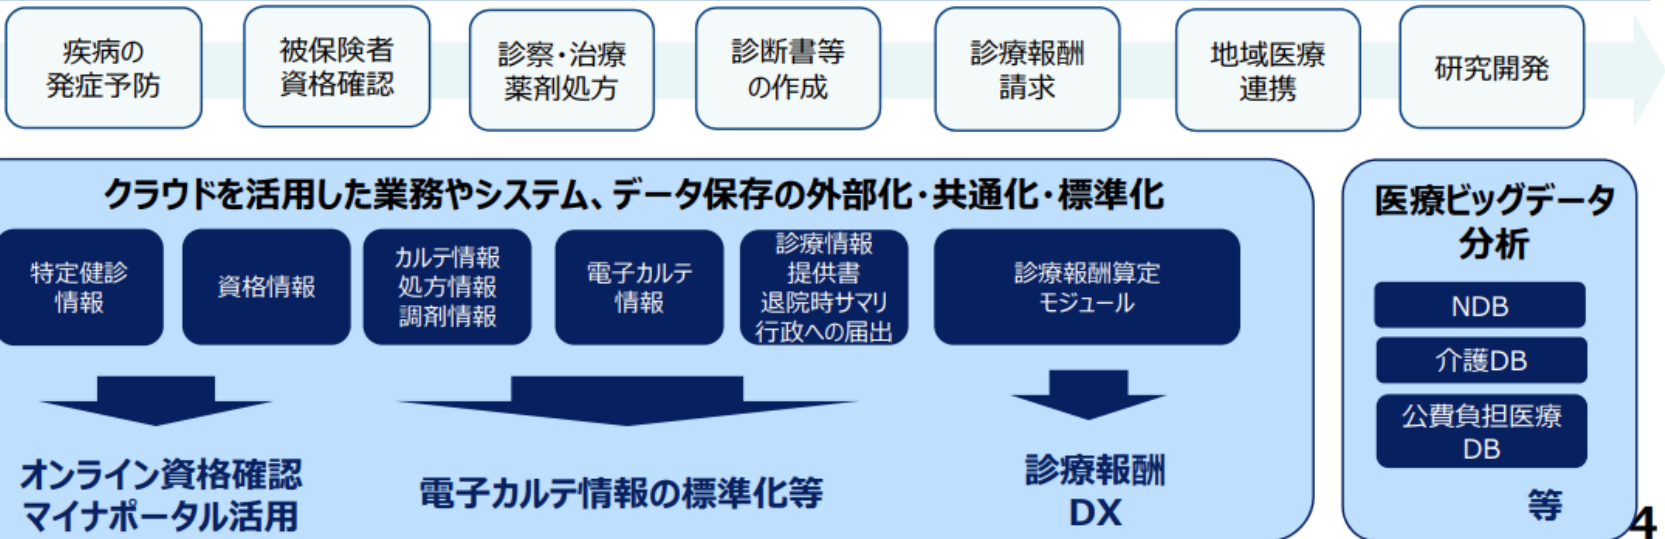 疾病の
発症予防
被保険者
資格確認
診察・治療
薬剤処方
診断書等
の作成
診療報酬
請求
地域医療
連携
研究開発
クラウドを活用した業務やシステム、データ保存の外部化・共通化・標準化
特定健診
情報
資格情報
カルテ情報
処方情報
調剤情報
電子カルテ
情報
診療情報
提供書
退院時サマリ
行政への届出
診療報酬算定
モジュール
オンライン資格確認
マイナポータル活用
電子カルテ情報の標準化等
診療報酬
DX
医療ビッグデータ
分析
NDB
介護DB
公費負担医療
DB
等
4